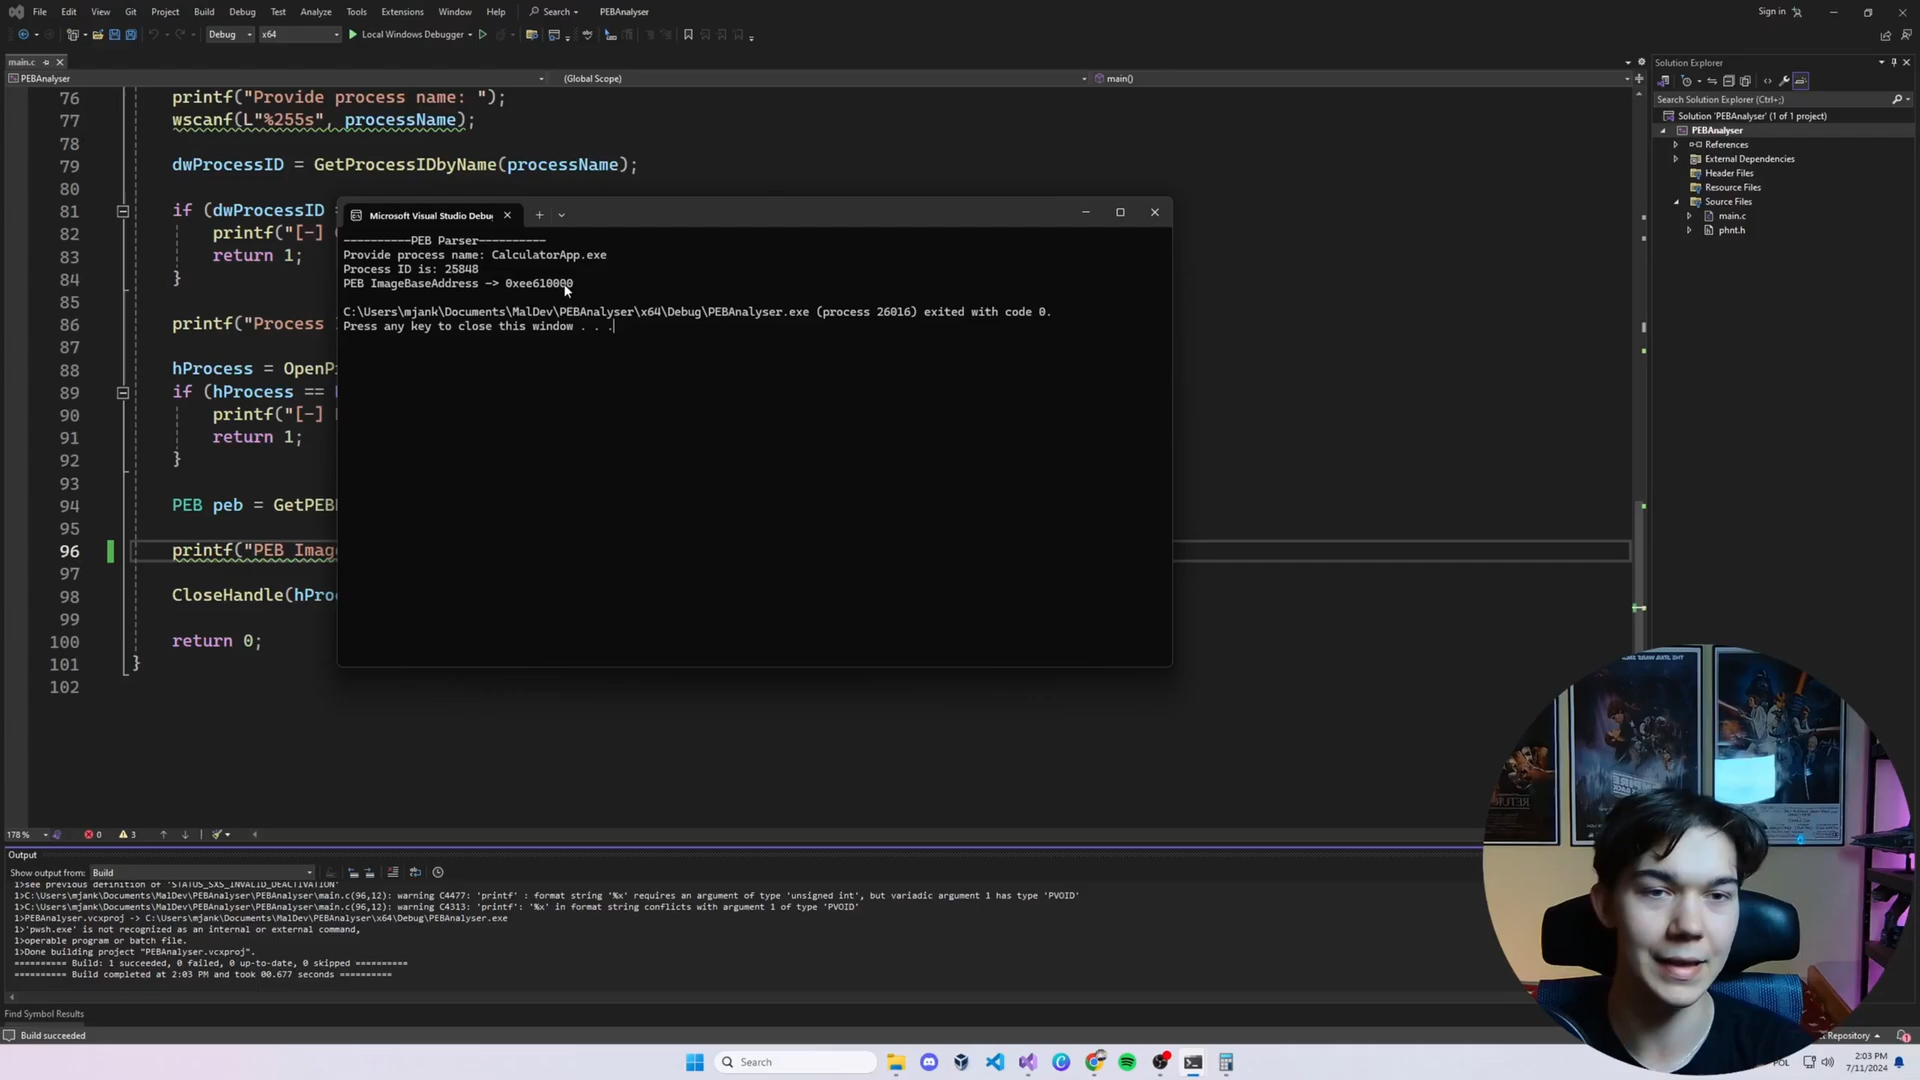 File Edit View Git Project Build Debug Test Analyze Tools Extensions Window Help Search PEBAnalyser Sign in
Debug x64 Local Windows Debugger
main.c
PEBAnalyser (Global Scope) main()
76 printf("Provide process name: ");
77 wscanf(L"%255s", processName);
78
79 dwProcessID = GetProcessIDbyName(processName);
80
81 if (dwProcessID
82 printf("[-]
83 return 1;
84 }
85
86 printf("Process
87
88 hProcess = OpenPr
89 if (hProcess ==
90 printf("[-]
91 return 1;
92 }
93
94 PEB peb = GetPEB
95
96 printf("PEB Imag
97
98 CloseHandle(hPro
99
100 return 0;
101 }
102
Microsoft Visual Studio Debug
----------PEB Parser----------
Provide process name: CalculatorApp.exe
Process ID is: 25848
PEB ImageBaseAddress -> 0xee610000
C:\Users\mjank\Documents\MalDev\PEBAnalyser\x64\Debug\PEBAnalyser.exe (process 26016) exited with code 0.
Press any key to close this window . . .
Solution Explorer
Search Solution Explorer (Ctrl+;)
Solution 'PEBAnalyser' (1 of 1 project)
PEBAnalyser
References
External Dependencies
Header Files
Resource Files
Source Files
main.c
phnt.h
178 % 0 3
Output
Show output from: Build
1>see previous definition of 'STATUS_SXS_INVALID_DEACTIVATION'
1>C:\Users\mjank\Documents\MalDev\PEBAnalyser\PEBAnalyser\main.c(96,12): warning C4477: 'printf' : format string '%x' requires an argument of type 'unsigned int', but variadic argument 1 has type 'PVOID'
1>C:\Users\mjank\Documents\MalDev\PEBAnalyser\PEBAnalyser\main.c(96,12): warning C4313: 'printf': '%x' in format string conflicts with argument 1 of type 'PVOID'
1>PEBAnalyser.vcxproj -> C:\Users\mjank\Documents\MalDev\PEBAnalyser\x64\Debug\PEBAnalyser.exe
1>'pwsh.exe' is not recognized as an internal or external command,
1>operable program or batch file.
1>Done building project "PEBAnalyser.vcxproj".
========== Build: 1 succeeded, 0 failed, 0 up-to-date, 0 skipped ==========
========== Build completed at 2:03 PM and took 00.677 seconds ==========
Find Symbol Results
Build succeeded
Repository
Search
POL
2:03 PM
7/11/2024